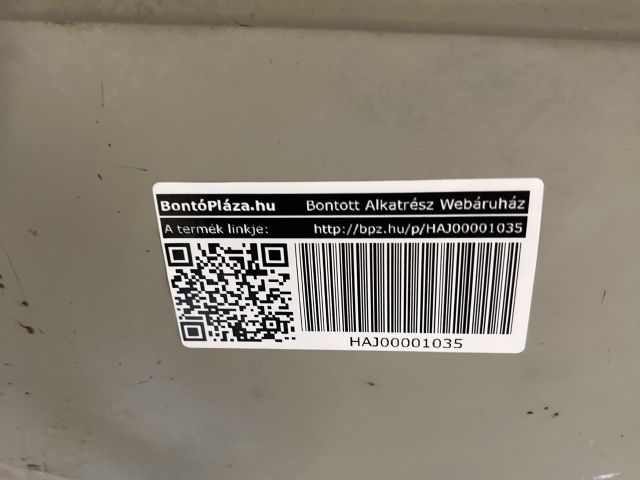 BontóPláza.hu Bontott Alkatrész Webáruház
A termék linkje: http://bpz.hu/p/HAJ00001035
HAJ00001035